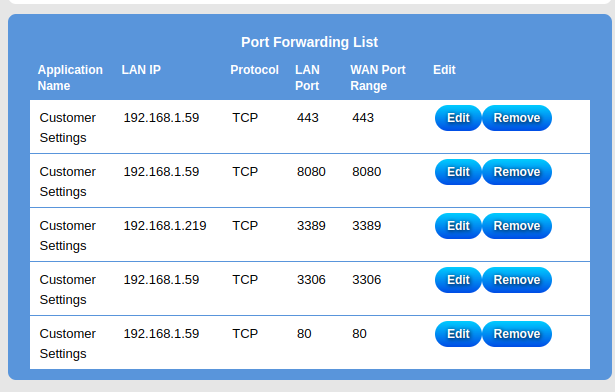 Port Forwarding List
Application Name LAN IP Protocol LAN Port WAN Port Range Edit
Customer Settings 192.168.1.59 TCP 443 443 Edit Remove
Customer Settings 192.168.1.59 TCP 8080 8080 Edit Remove
Customer Settings 192.168.1.219 TCP 3389 3389 Edit Remove
Customer Settings 192.168.1.59 TCP 3306 3306 Edit Remove
Customer Settings 192.168.1.59 TCP 80 80 Edit Remove